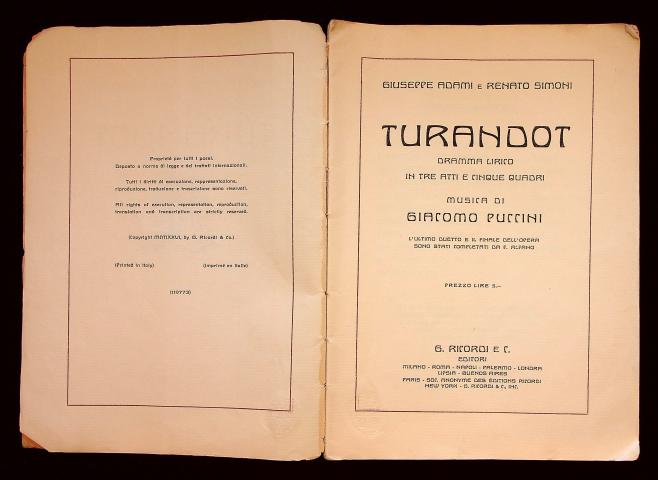 Proprietà per tutti i paesi.
Deposto a norma di legge e dei trattati internazionali.
Tutti i diritti di esecuzione, rappresentazione,
riproduzione, traduzione e trascrizione sono riservati.
All rights of execution, representation, reproduction,
translation and transcription are strictly reserved.
(Copyright MCMXXVI, by G. Ricordi & Co.)
(Printed in Italy) (Imprimé en Italie)
(119773)
GIUSEPPE ADAMI E RENATO SIMONI
TURANDOT
DRAMMA LIRICO
IN TRE ATTI E CINQUE QUADRI
MUSICA DI
GIACOMO PUCCINI
L'ULTIMO DUETTO E IL FINALE DELL'OPERA
SONO STATI COMPLETATI DA F. ALFANO
PREZZO LIRE 5.—
G. RICORDI E C.
EDITORI
MILANO - ROMA - NAPOLI - PALERMO - LONDRA
LIPSIA - BUENOS AIRES
PARIS - SOC. ANONYME DES ÉDITIONS RICORDI
NEW YORK - G. RICORDI & C., INC.